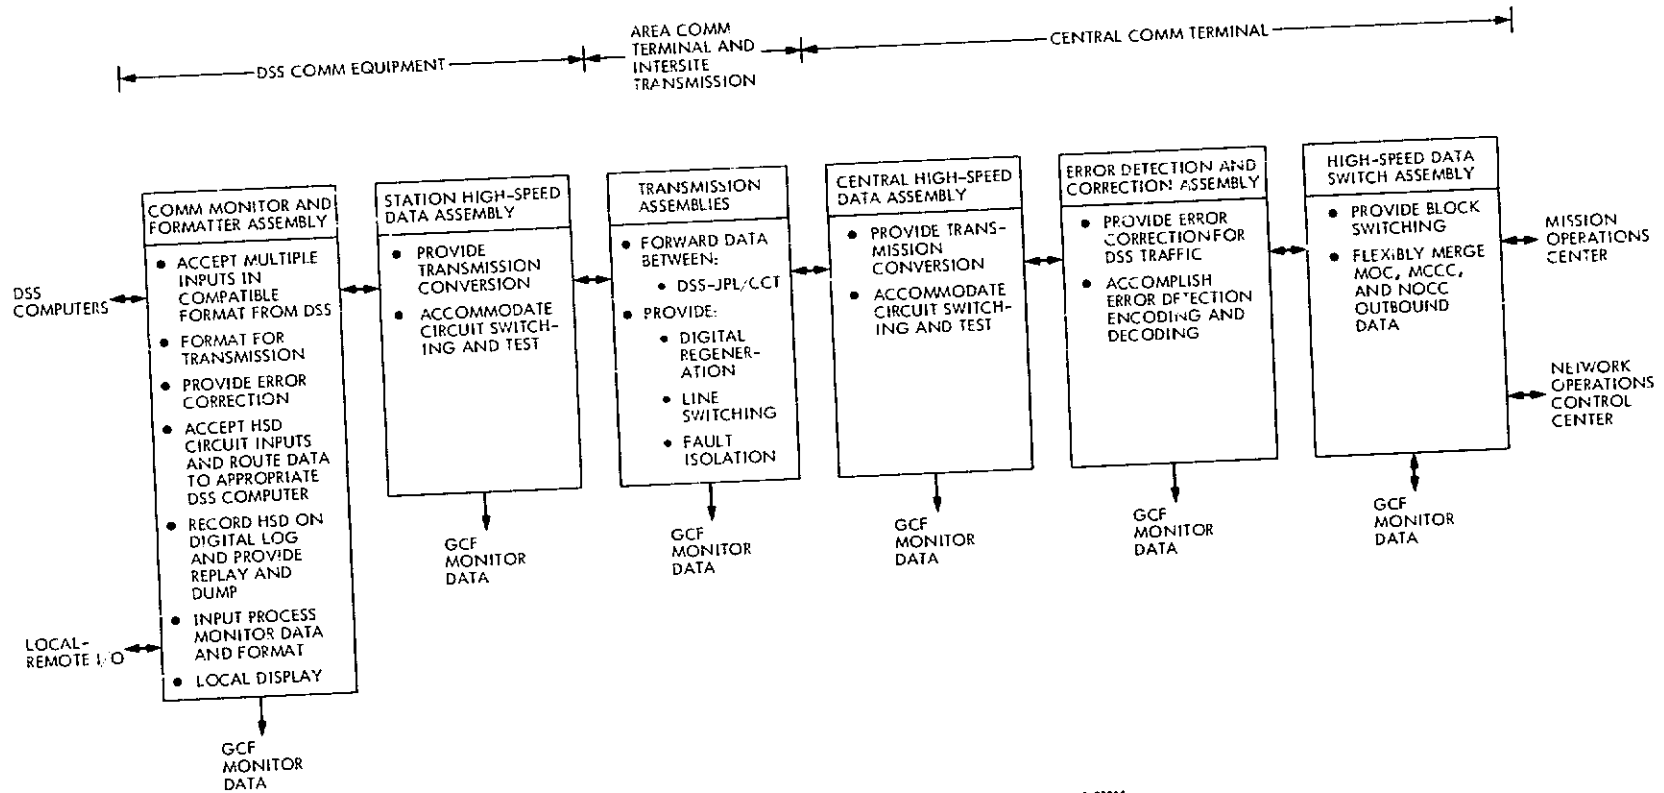 DSS COMM EQUIPMENT
AREA COMM
TERMINAL AND
INTERSITE
TRANSMISSION
CENTRAL COMM TERMINAL
DSS
COMPUTERS
LOCAL-
REMOTE I/O
COMM MONITOR AND
FORMATTER ASSEMBLY
• ACCEPT MULTIPLE
INPUTS IN
COMPATIBLE
FORMAT FROM DSS
• FORMAT FOR
TRANSMISSION
• PROVIDE ERROR
CORRECTION
• ACCEPT HSD
CIRCUIT INPUTS
AND ROUTE DATA
TO APPROPRIATE
DSS COMPUTER
• RECORD HSD ON
DIGITAL LOG
AND PROVIDE
REPLAY AND
DUMP
• INPUT PROCESS
MONITOR DATA
AND FORMAT
• LOCAL DISPLAY
GCF
MONITOR
DATA
STATION HIGH-SPEED
DATA ASSEMBLY
• PROVIDE
TRANSMISSION
CONVERSION
• ACCOMMODATE
CIRCUIT SWITCH-
ING AND TEST
GCF
MONITOR
DATA
TRANSMISSION
ASSEMBLIES
• FORWARD DATA
BETWEEN:
• DSS-JPL/CCT
• PROVIDE:
• DIGITAL
REGENER-
ATION
• LINE
SWITCHING
• FAULT
ISOLATION
GCF
MONITOR
DATA
CENTRAL HIGH-SPEED
DATA ASSEMBLY
• PROVIDE TRANS-
MISSION
CONVERSION
• ACCOMMODATE
CIRCUIT SWITCH-
ING AND TEST
GCF
MONITOR
DATA
ERROR DETECTION AND
CORRECTION ASSEMBLY
• PROVIDE ERROR
CORRECTION FOR
DSS TRAFFIC
• ACCOMPLISH
ERROR DETECTION
ENCODING AND
DECODING
GCF
MONITOR
DATA
HIGH-SPEED DATA
SWITCH ASSEMBLY
• PROVIDE BLOCK
SWITCHING
• FLEXIBLY MERGE
MOC, MCCC,
AND NOCC
OUTBOUND
DATA
GCF
MONITOR
DATA
MISSION
OPERATIONS
CENTER
NETWORK
OPERATIONS
CONTROL
CENTER